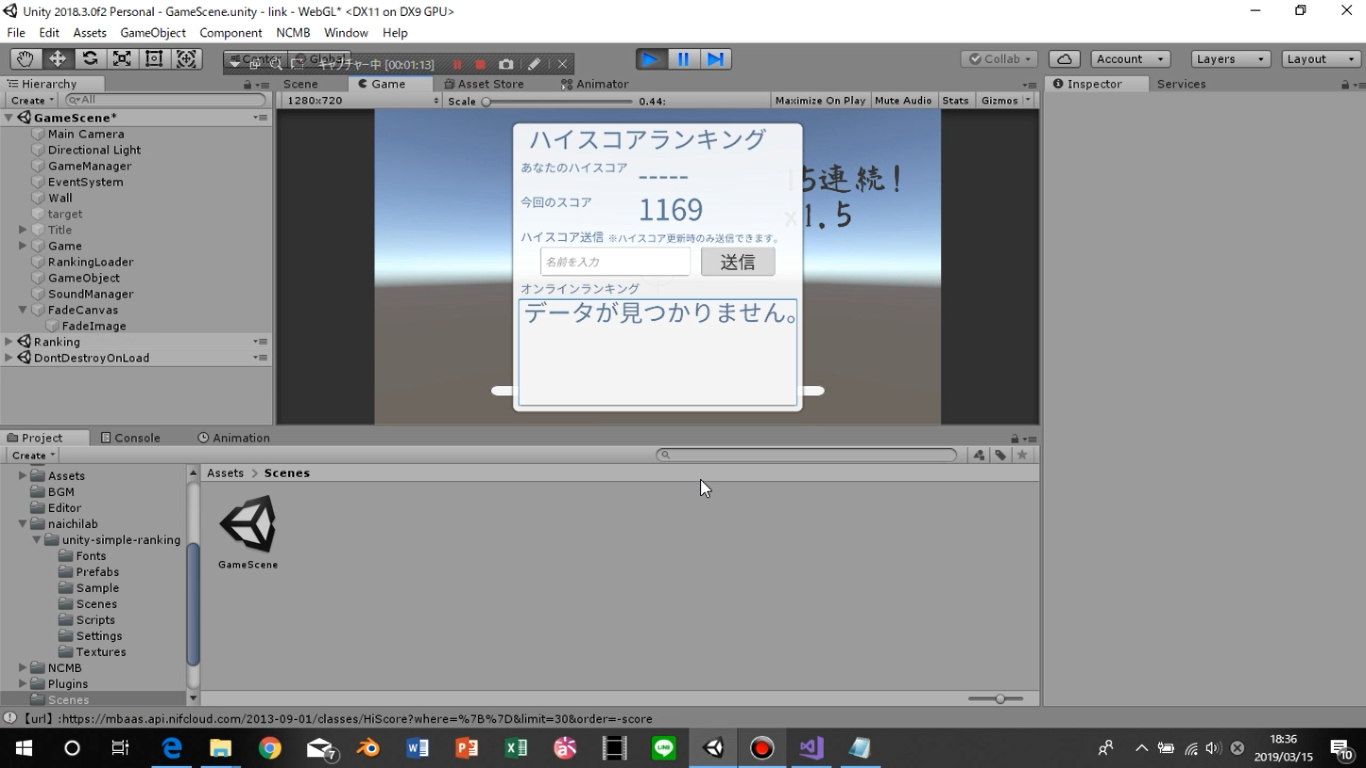 Unity 2018.3.0f2 Personal - GameScene.unity - link - WebGL* <DX11 on DX9 GPU>
File Edit Assets GameObject Component NCMB Window Help
キャプチャー中 [00:01:13]
Collab Account Layers Layout
Hierarchy
Scene Game Asset Store Animator
Inspector Services
Create All
1280x720 Scale 0.44: Maximize On Play Mute Audio Stats Gizmos
GameScene*
Main Camera
Directional Light
GameManager
EventSystem
Wall
target
Title
Game
RankingLoader
GameObject
SoundManager
FadeCanvas
FadeImage
Ranking
DontDestroyOnLoad
ハイスコアランキング
あなたのハイスコア -----
今回のスコア 1169
ハイスコア送信 ※ハイスコア更新時のみ送信できます。
名前を入力 送信
オンラインランキング
データが見つかりません。
15連続!
x1.5
Project Console Animation
Create
Assets > Scenes
Assets
BGM
Editor
naichilab
unity-simple-ranking
Fonts
Prefabs
Sample
Scenes
Scripts
Settings
Textures
NCMB
Plugins
Scenes
GameScene
【url】:https://mbaas.api.nifcloud.com/2013-09-01/classes/HiScore?where=%7B%7D&limit=30&order=-score
7
LINE
18:36
2019/03/15
10